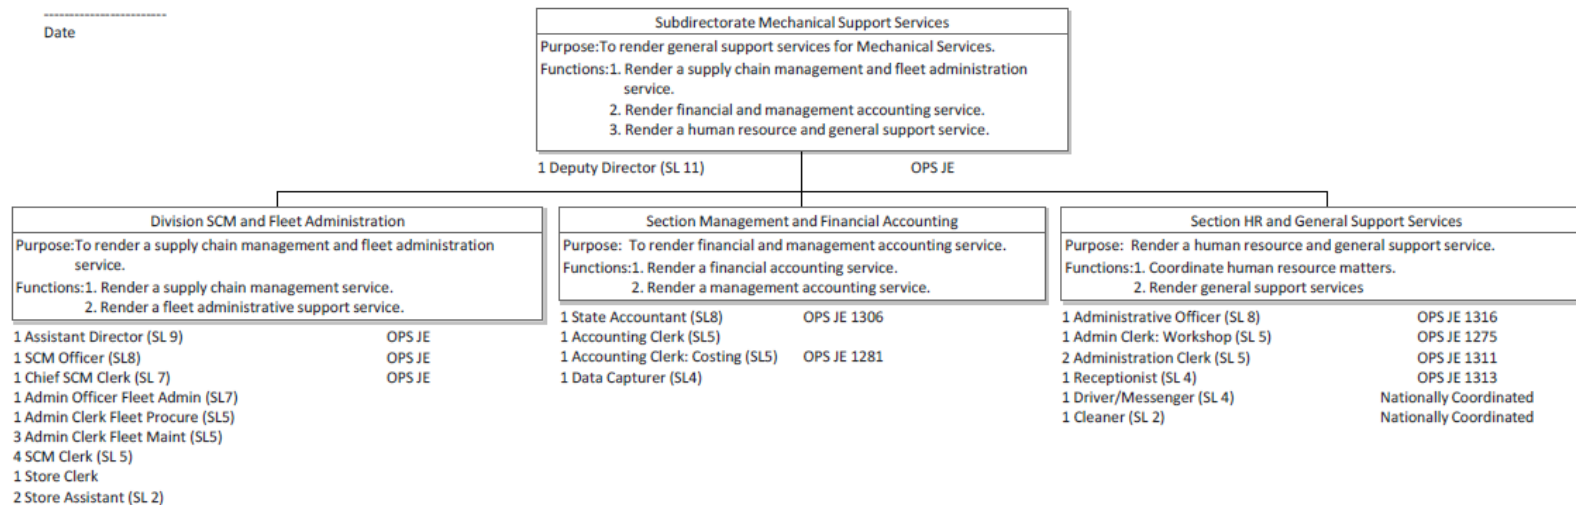 Date
Subdirectorate Mechanical Support Services
Purpose:To render general support services for Mechanical Services.
Functions:1. Render a supply chain management and fleet administration
service.
2. Render financial and management accounting service.
3. Render a human resource and general support service.
1 Deputy Director (SL 11) OPS JE
Division SCM and Fleet Administration
Purpose:To render a supply chain management and fleet administration
service.
Functions:1. Render a supply chain management service.
2. Render a fleet administrative support service.
1 Assistant Director (SL 9) OPS JE
1 SCM Officer (SL8) OPS JE
1 Chief SCM Clerk (SL 7) OPS JE
1 Admin Officer Fleet Admin (SL7)
1 Admin Clerk Fleet Procure (SL5)
3 Admin Clerk Fleet Maint (SL5)
4 SCM Clerk (SL 5)
1 Store Clerk
2 Store Assistant (SL 2)
Section Management and Financial Accounting
Purpose: To render financial and management accounting service.
Functions:1. Render a financial accounting service.
2. Render a management accounting service.
1 State Accountant (SL8) OPS JE 1306
1 Accounting Clerk (SL5)
1 Accounting Clerk: Costing (SL5) OPS JE 1281
1 Data Capturer (SL4)
Section HR and General Support Services
Purpose: Render a human resource and general support service.
Functions:1. Coordinate human resource matters.
2. Render general support services
1 Administrative Officer (SL 8) OPS JE 1316
1 Admin Clerk: Workshop (SL 5) OPS JE 1275
2 Administration Clerk (SL 5) OPS JE 1311
1 Receptionist (SL 4) OPS JE 1313
1 Driver/Messenger (SL 4) Nationally Coordinated
1 Cleaner (SL 2) Nationally Coordinated